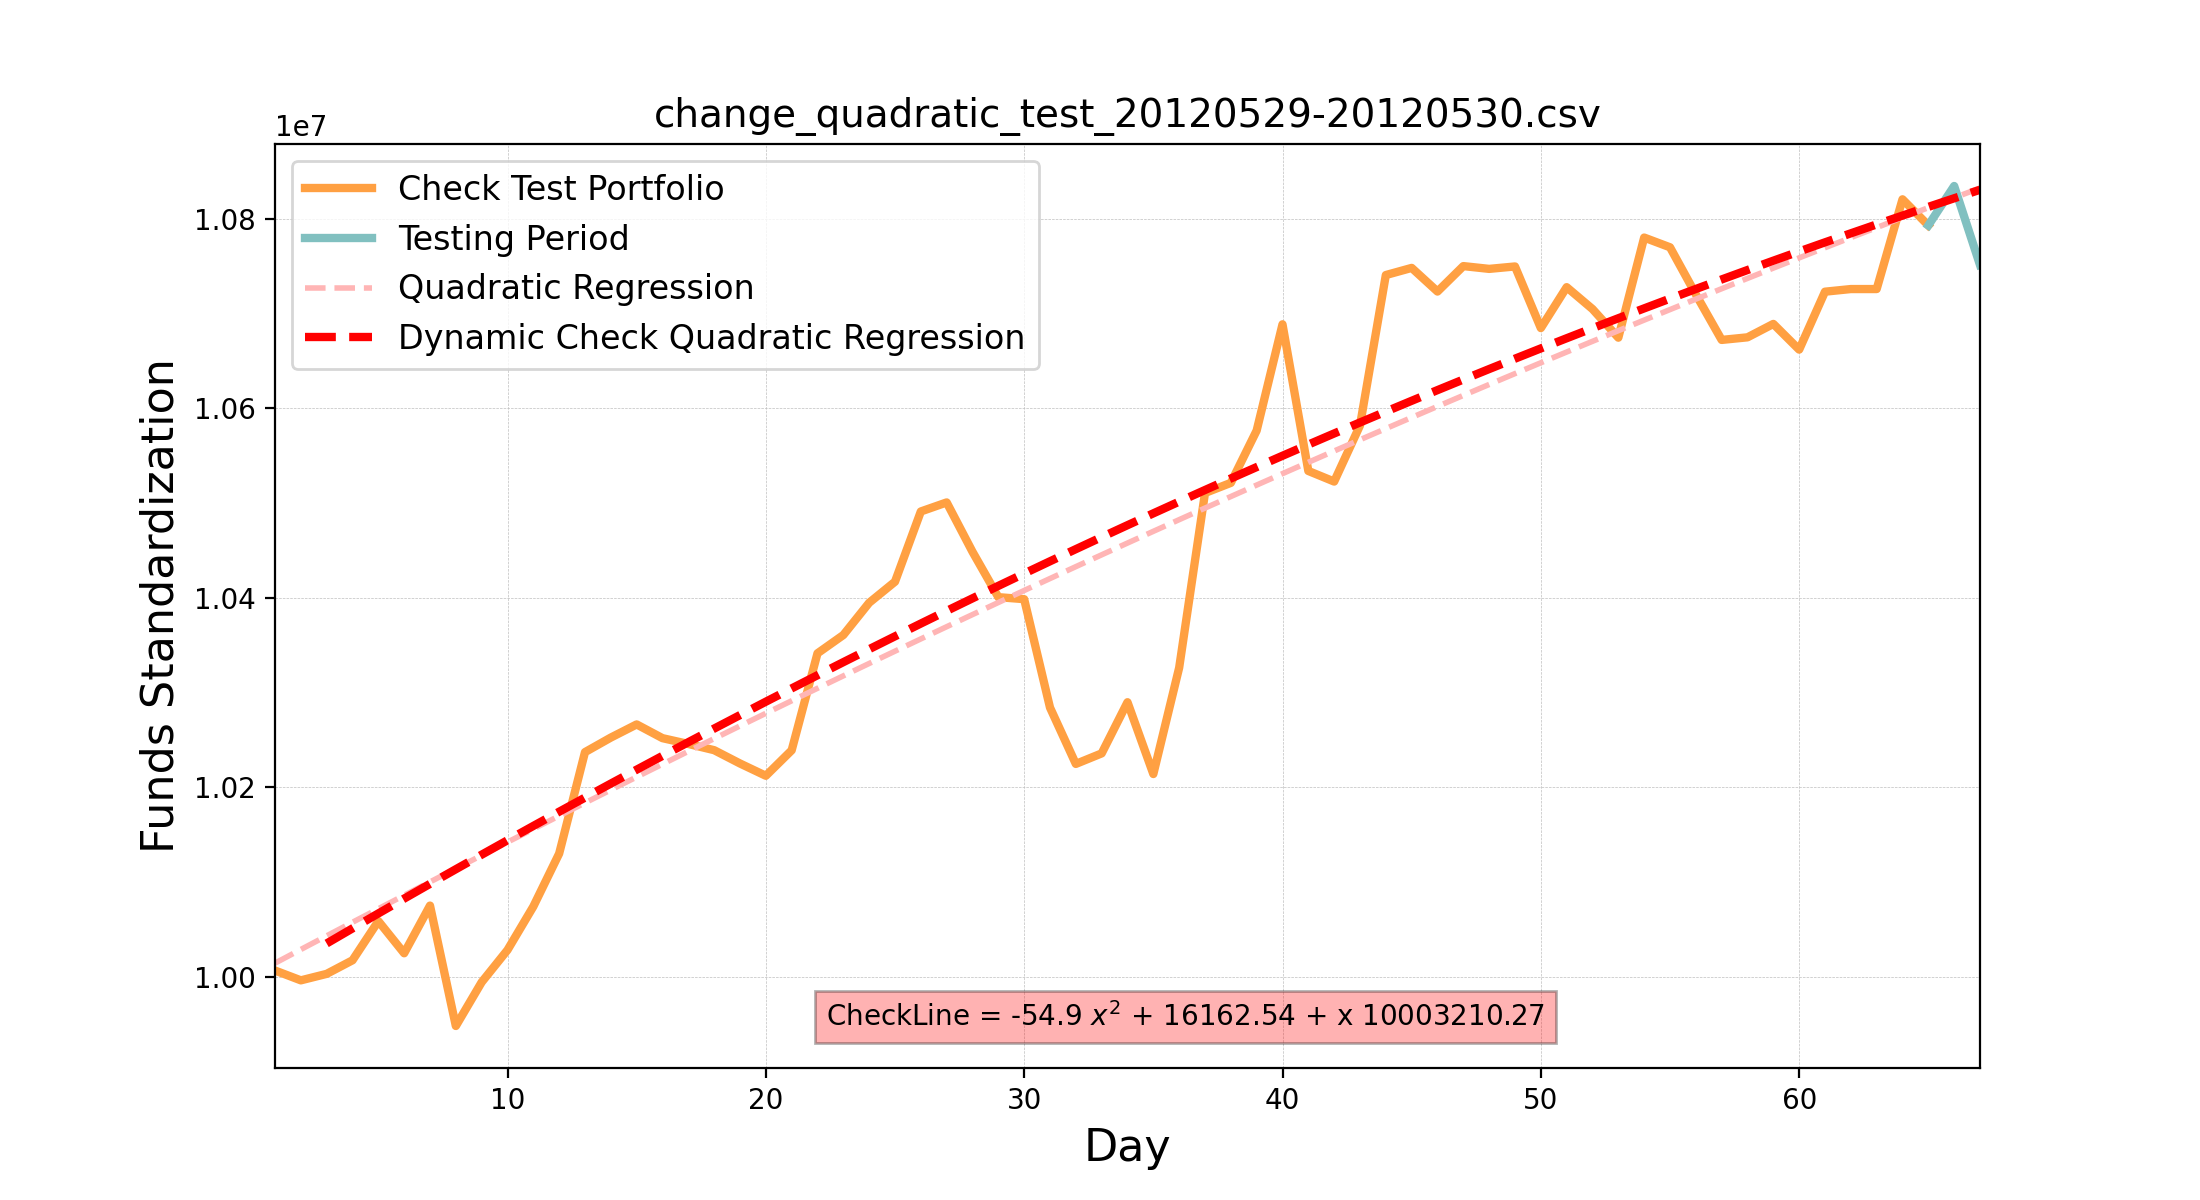 change_quadratic_test_20120529-20120530.csv
1e7
Check Test Portfolio
Testing Period
Quadratic Regression
Dynamic Check Quadratic Regression
1.08
1.06
1.04
1.02
1.00
Funds Standardization
CheckLine = -54.9 x² + 16162.54 + x 10003210.27
10 20 30 40 50 60
Day